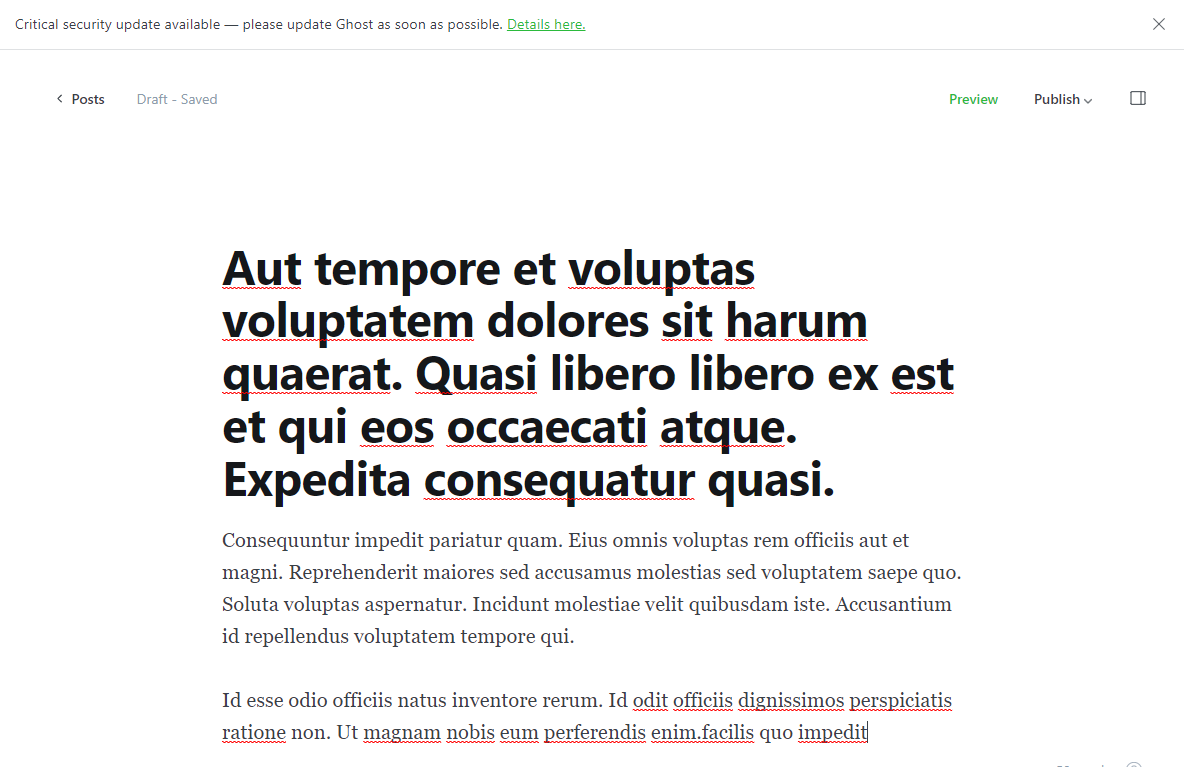 Critical security update available — please update Ghost as soon as possible. Details here.
Posts
Draft - Saved
Preview
Publish
Aut tempore et voluptas
voluptatem dolores sit harum
quaerat. Quasi libero libero ex est
et qui eos occaecati atque.
Expedita consequatur quasi.
Consequuntur impedit pariatur quam. Eius omnis voluptas rem officiis aut et
magni. Reprehenderit maiores sed accusamus molestias sed voluptatem saepe quo.
Soluta voluptas aspernatur. Incidunt molestiae velit quibusdam iste. Accusantium
id repellendus voluptatem tempore qui.
Id esse odio officiis natus inventore rerum. Id odit officiis dignissimos perspiciatis
ratione non. Ut magnam nobis eum perferendis enim.facilis quo impedit